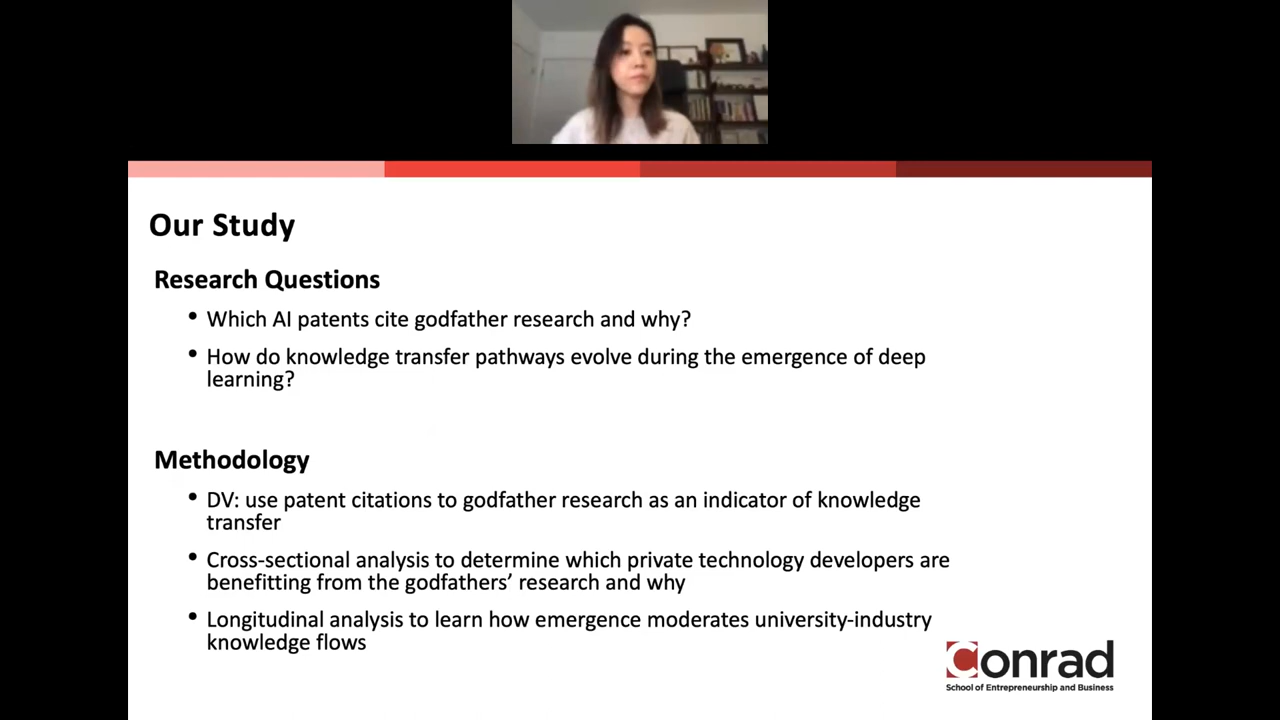 Our Study
Research Questions
• Which AI patents cite godfather research and why?
• How do knowledge transfer pathways evolve during the emergence of deep
learning?
Methodology
• DV: use patent citations to godfather research as an indicator of knowledge
transfer
• Cross-sectional analysis to determine which private technology developers are
benefitting from the godfathers’ research and why
• Longitudinal analysis to learn how emergence moderates university-industry
knowledge flows
Conrad
School of Entrepreneurship and Business